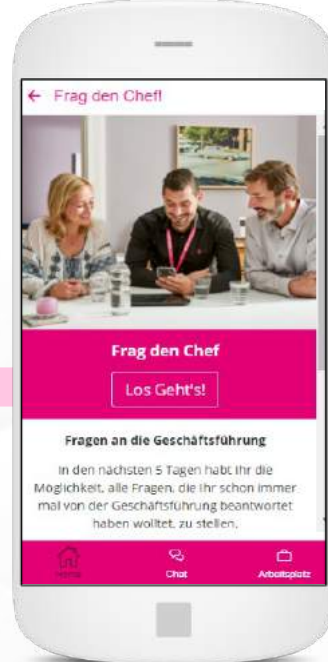 Frag den Chef!
Frag den Chef
Los Geht's!
Fragen an die Geschäftsführung
In den nächsten 5 Tagen habt ihr die
Möglichkeit, alle Fragen, die ihr schon immer
mal von der Geschäftsführung beantwortet
haben wolltet, zu stellen.
Home
Chat
Arbeitsplatz